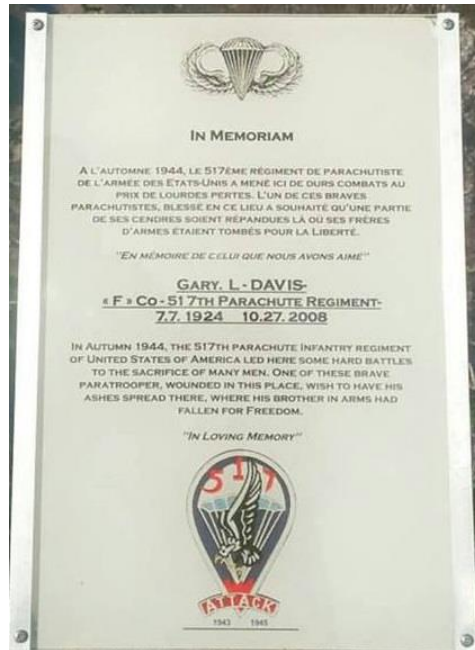 IN MEMORIAM
A L'AUTOMNE 1944, LE 517ÈME RÉGIMENT DE PARACHUTISTE
DE L'ARMÉE DES ETATS-UNIS A MENÉ ICI DE DURS COMBATS AU
PRIX DE LOURDES PERTES. L'UN DE CES BRAVES
PARACHUTISTES, BLESSÉ EN CE LIEU A SOUHAITÉ QU'UNE PARTIE
DE SES CENDRES SOIENT RÉPANDUES LÀ OÙ SES FRÈRES
D'ARMES ÉTAIENT TOMBÉS POUR LA LIBERTÉ.
"EN MÉMOIRE DE CELUI QUE NOUS AVONS AIMÉ"
GARY. L - DAVIS-
« F » CO - 517TH PARACHUTE REGIMENT-
7.7. 1924 10.27. 2008
IN AUTUMN 1944, THE 517TH PARACHUTE INFANTRY REGIMENT
OF UNITED STATES OF AMERICA LED HERE SOME HARD BATTLES
TO THE SACRIFICE OF MANY MEN. ONE OF THESE BRAVE
PARATROOPER, WOUNDED IN THIS PLACE, WISH TO HAVE HIS
ASHES SPREAD THERE, WHERE HIS BROTHER IN ARMS HAD
FALLEN FOR FREEDOM.
"IN LOVING MEMORY"
517
ATTACK
1943 1945